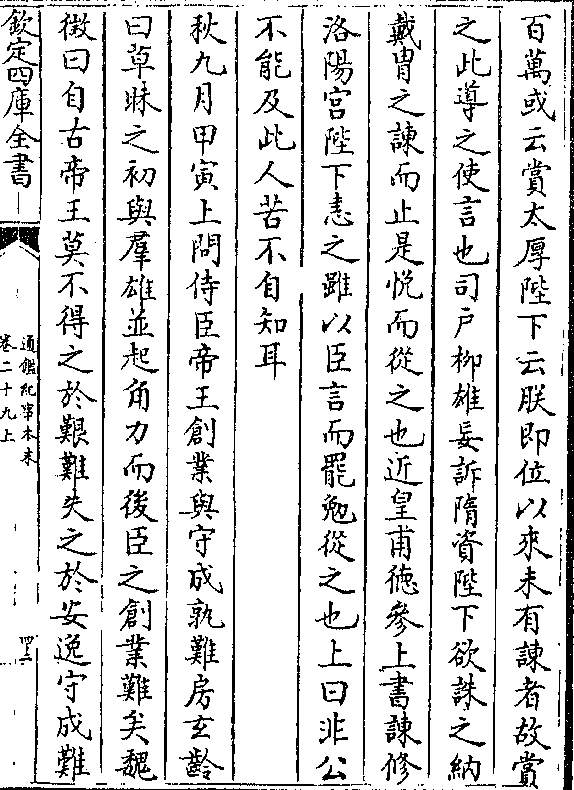 百萬或云賞太厚陛下云朕即位以來未有諫者故賞
之此導之使言也司户柳雄妄訴隋資陛下欲誅之納
戴胄之諫而止是悦而從之也近皇甫德參上書諫修
洛陽宫陛下恚之雖以臣言而罷勉從之也上曰非公
不能及此人苦不自知耳
秋九月甲寅上問侍臣帝王創業與守成孰難房玄齡
曰草昧之初與羣雄並起角力而後臣之創業難矣魏
徴曰自古帝王莫不得之於艱難失之於安逸守成難
欽定四庫全書
通鑑紀事本末
卷二十九上
四三